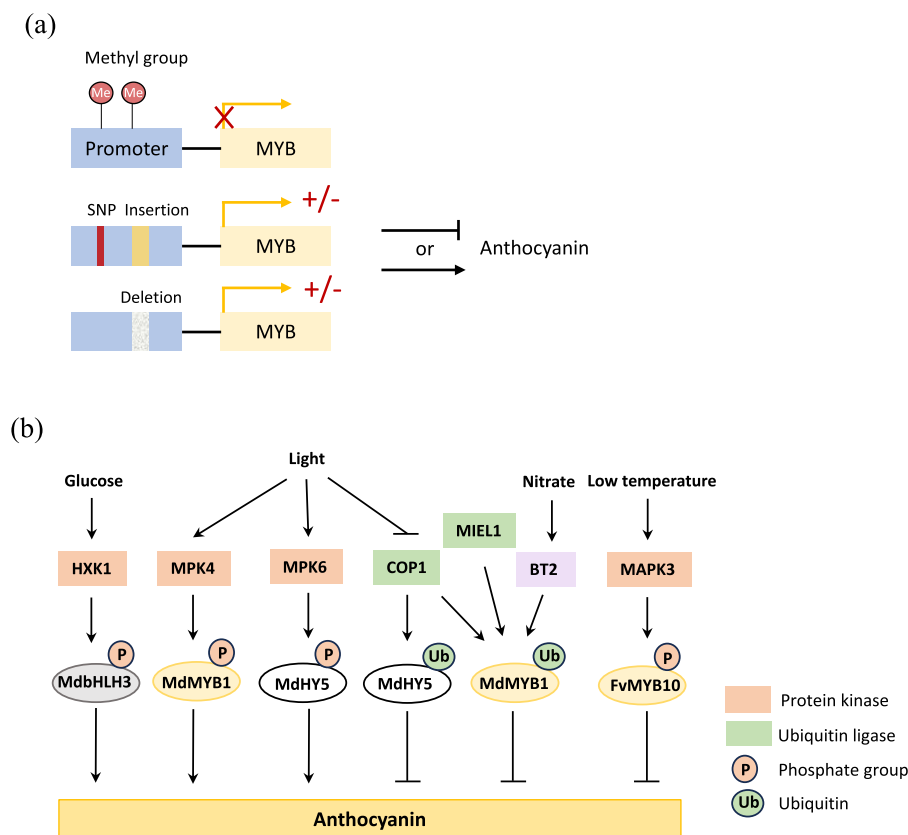 (a)
Methyl group
Me Me
Promoter MYB
SNP Insertion +/-
MYB
or Anthocyanin
Deletion +/-
MYB
(b)
Light
Glucose Nitrate Low temperature
MIEL1
HXK1 MPK4 MPK6 COP1 BT2 MAPK3
P P P Ub Ub P
MdbHLH3 MdMYB1 MdHY5 MdHY5 MdMYB1 FvMYB10
Protein kinase
Ubiquitin ligase
P Phosphate group
Ub Ubiquitin
Anthocyanin